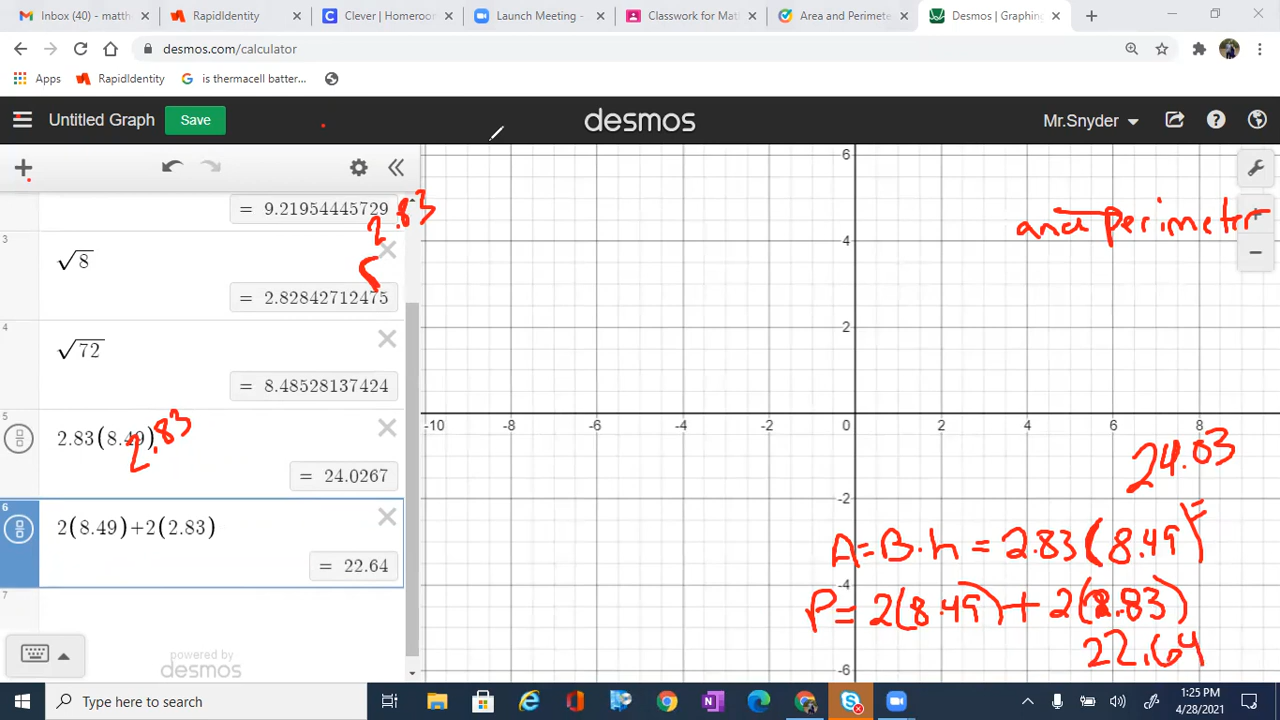 Inbox (40) - math
RapidIdentity
Clever | Homeroom
Launch Meeting -
Classwork for Mat
Area and Perimete
Desmos | Graphing
desmos.com/calculator
Apps
RapidIdentity
is thermacell batter...
Untitled Graph
Save
desmos
Mr.Snyder
= 9.21954445729
2.83
3
√8
= 2.82842712475
4
√72
= 8.48528137424
5
2.83(8.49)
2.83
= 24.0267
6
2(8.49)+2(2.83)
= 22.64
7
powered by
desmos
and perimeter
6
4
2
-10
-8
-6
-4
-2
0
2
4
6
8
-2
-4
-6
24.03
A=B·h = 2.83(8.49)
P= 2(8.49)+ 2(2.83)
22.64
Type here to search
1:25 PM
4/28/2021